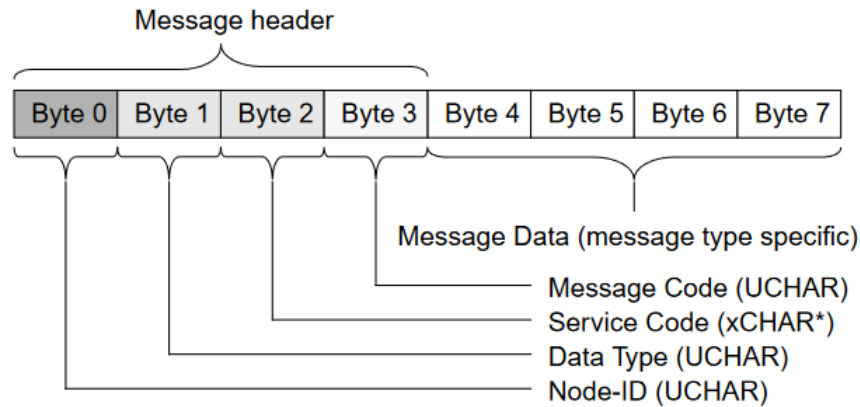 Message header
Byte 0 Byte 1 Byte 2 Byte 3 Byte 4 Byte 5 Byte 6 Byte 7
Message Data (message type specific)
Message Code (UCHAR)
Service Code (xCHAR*)
Data Type (UCHAR)
Node-ID (UCHAR)